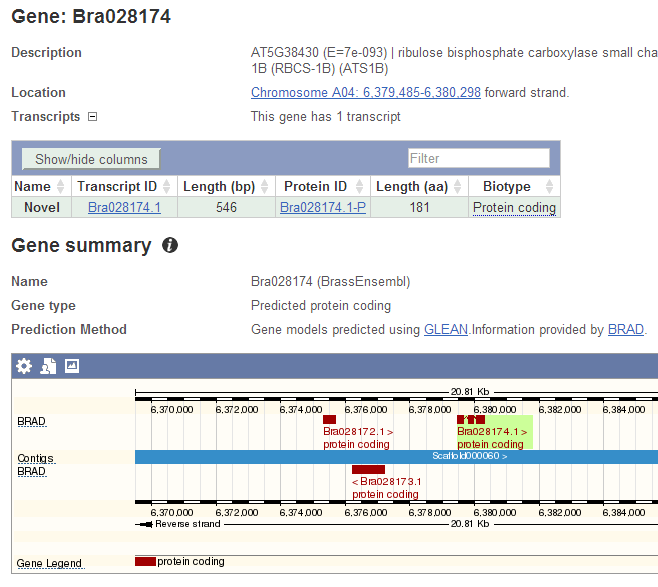 Gene: Bra028174
Description AT5G38430 (E=7e-093) | ribulose bisphosphate carboxylase small cha
1B (RBCS-1B) (ATS1B)
Location Chromosome A04: 6,379,485-6,380,298 forward strand.
Transcripts This gene has 1 transcript
Show/hide columns Filter
Name Transcript ID Length (bp) Protein ID Length (aa) Biotype
Novel Bra028174.1 546 Bra028174.1-P 181 Protein coding
Gene summary i
Name Bra028174 (BrassEnsembl)
Gene type Predicted protein coding
Prediction Method Gene models predicted using GLEAN.Information provided by BRAD.
20.81 Kb
6,370,000 6,372,000 6,374,000 6,376,000 6,378,000 6,380,000 6,382,000 6,384,000
BRAD
Bra028172.1 > Bra028174.1 >
protein coding protein coding
Contigs Scaffold000060 >
BRAD
< Bra028173.1
protein coding
6,370,000 6,372,000 6,374,000 6,376,000 6,378,000 6,380,000 6,382,000 6,384,000
Reverse strand 20.81 Kb
Gene Legend protein coding